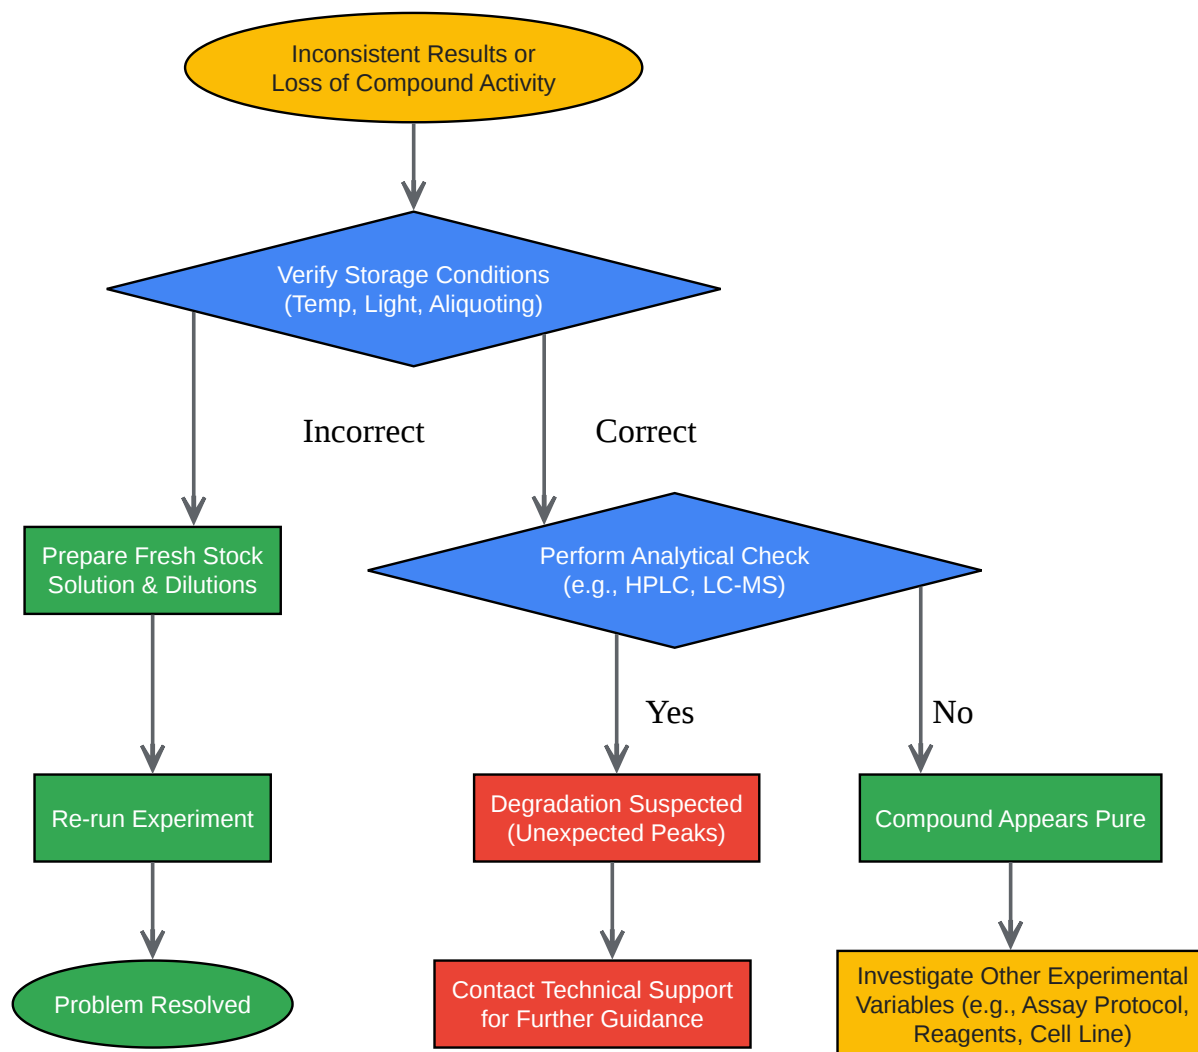 Inconsistent Results or
Loss of Compound Activity
Verify Storage Conditions
(Temp, Light, Aliquoting)
Incorrect
Correct
Prepare Fresh Stock
Solution & Dilutions
Perform Analytical Check
(e.g., HPLC, LC-MS)
Yes
No
Re-run Experiment
Degradation Suspected
(Unexpected Peaks)
Compound Appears Pure
Problem Resolved
Contact Technical Support
for Further Guidance
Investigate Other Experimental
Variables (e.g., Assay Protocol,
Reagents, Cell Line)